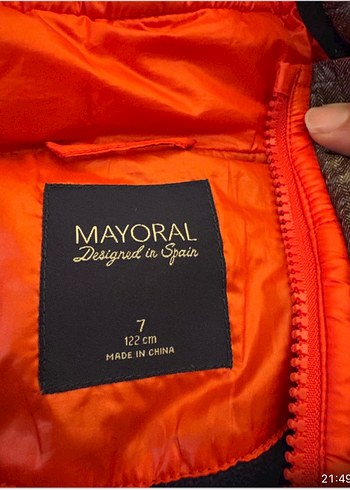 MAYORAL
Designed in Spain
7
122 cm
MADE IN CHINA
21:49